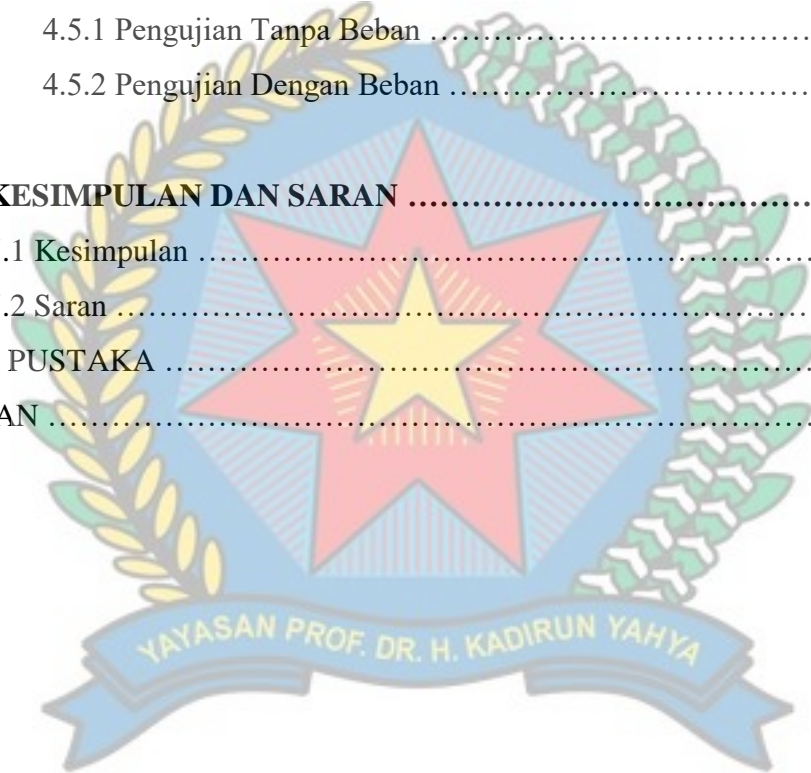 4.5.1 Pengujian Tanpa Beban ……………………………
4.5.2 Pengujian Dengan Beban …………………………
KESIMPULAN DAN SARAN ……………………………
.1 Kesimpulan ………………………………………………
.2 Saran ………………………………………………………
PUSTAKA ……………………………………………………
AN ………………………………………………………………
YAYASAN PROF. DR. H. KADIRUN YAHYA